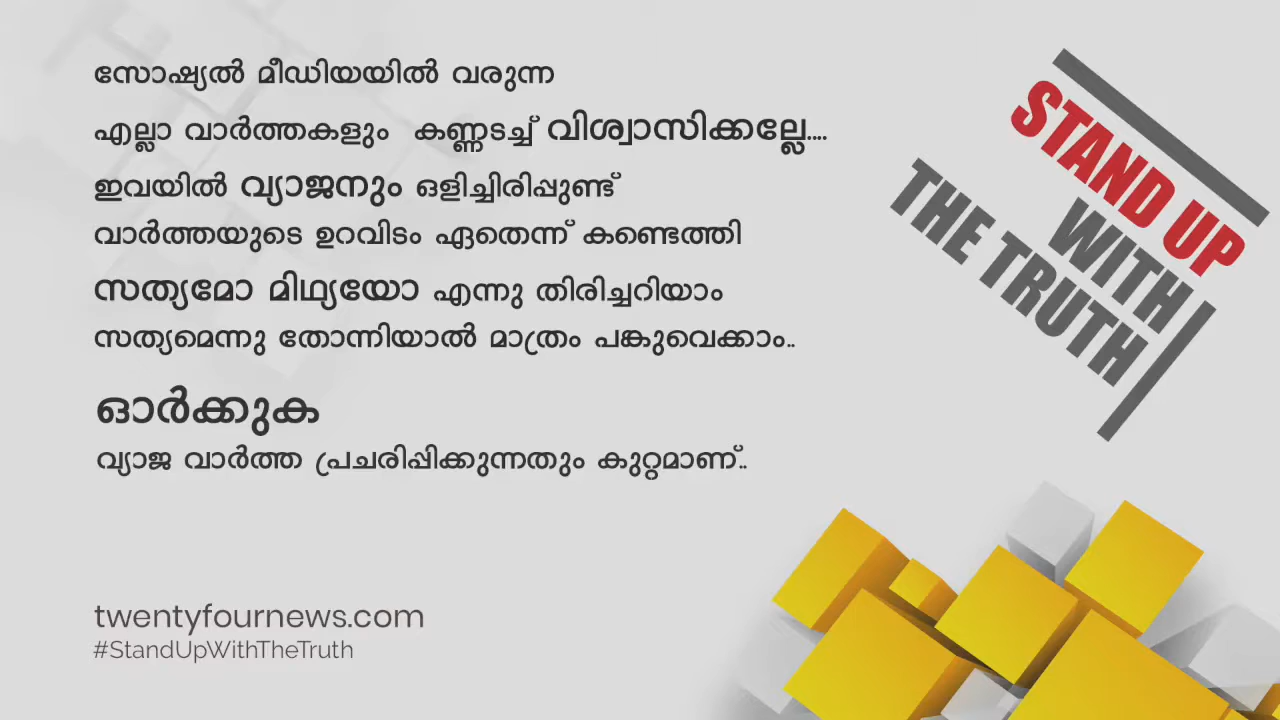 സോഷ്യൽ മീഡിയയിൽ വരുന്ന
എല്ലാ വാർത്തകളും കണ്ണടച്ച് വിശ്വാസിക്കല്ലേ....
ഇവയിൽ വ്യാജനും ഒളിച്ചിരിപ്പുണ്ട്
വാർത്തയുടെ ഉറവിടം ഏതെന്ന് കണ്ടെത്തി
സത്യമോ മിഥ്യയോ എന്നു തിരിച്ചറിയാം
സത്യമെന്നു തോന്നിയാൽ മാത്രം പങ്കുവെക്കാം..
ഓർക്കുക
വ്യാജ വാർത്ത പ്രചരിപ്പിക്കുന്നതും കുറ്റമാണ്..
twentyfournews.com
#StandUpWithTheTruth
STAND UP
WITH
THE TRUTH